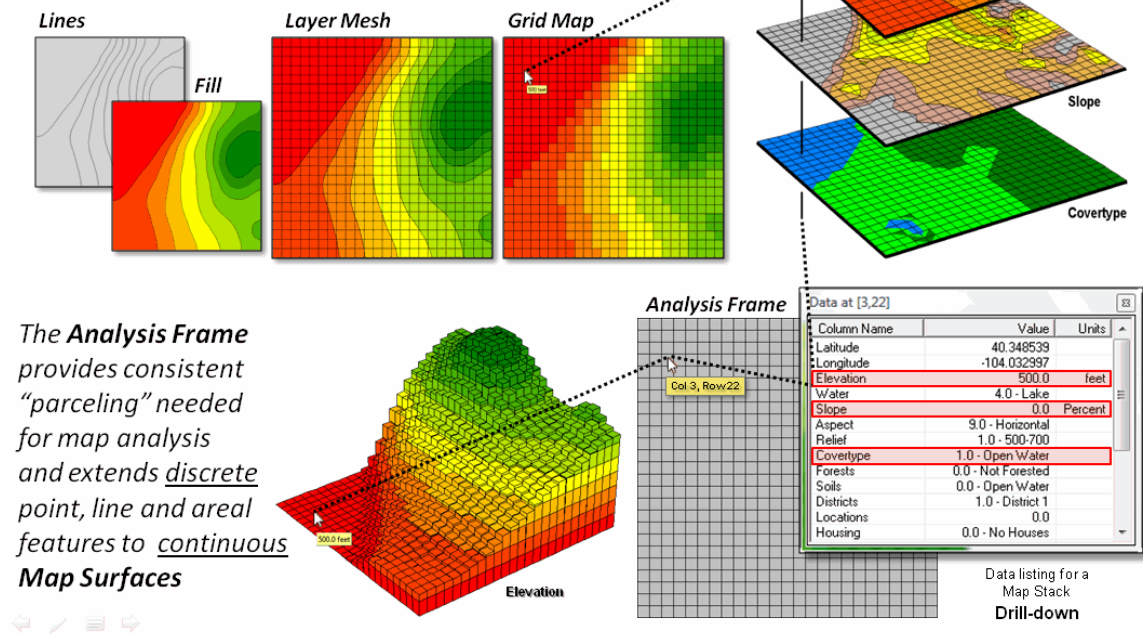 Lines
Layer Mesh
Grid Map
Fill
500 feet
Slope
Covertype
The Analysis Frame
provides consistent
“parceling” needed
for map analysis
and extends discrete
point, line and areal
features to continuous
Map Surfaces
500.0 feet
Elevation
Analysis Frame
Col 3, Row22
Data at [3,22]
Column Name Value Units
Latitude 40.348539
Longitude -104.032997
Elevation 500.0 feet
Water 4.0 - Lake
Slope 0.0 Percent
Aspect 9.0 - Horizontal
Relief 1.0 - 500-700
Covertype 1.0 - Open Water
Forests 0.0 - Not Forested
Soils 0.0 - Open Water
Districts 1.0 - District 1
Locations 0.0
Housing 0.0 - No Houses
Data listing for a
Map Stack
Drill-down